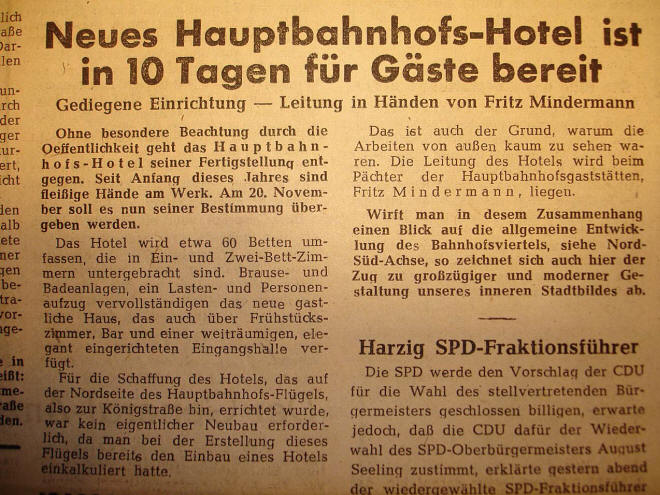 Neues Hauptbahnhofs-Hotel ist
in 10 Tagen für Gäste bereit
Gediegene Einrichtung — Leitung in Händen von Fritz Mindermann
Ohne besondere Beachtung durch die
Oeffentlichkeit geht das Hauptbahn-
hofs-Hotel seiner Fertigstellung ent-
gegen. Seit Anfang dieses Jahres sind
fleißige Hände am Werk. Am 20. Novem-
ber soll es nun seiner Bestimmung über-
geben werden.
Das Hotel wird etwa 60 Betten um-
fassen, die in Ein- und Zwei-Bett-Zim-
mern untergebracht sind. Brause- und
Badeanlagen, ein Lasten- und Personen-
aufzug vervollständigen das neue gast-
liche Haus, das auch über Frühstücks-
zimmer, Bar und einer weiträumigen, ele-
gant eingerichteten Eingangshalle ver-
fügt.
Für die Schaffung des Hotels, das auf
der Nordseite des Hauptbahnhofs-Flügels,
also zur Königstraße hin, errichtet wurde,
war kein eigentlicher Neubau erforder-
lich, da man bei der Erstellung dieses
Flügels bereits den Einbau eines Hotels
einkalkuliert hatte.
Das ist auch der Grund, warum die
Arbeiten von außen kaum zu sehen wa-
ren. Die Leitung des Hotels wird beim
Pächter der Hauptbahnhofsgaststätten,
Fritz Mindermann, liegen.
Wirft man in desem Zusammenhang
einen Blick auf die allgemeine Entwick-
lung des Bahnhofsviertels, siehe Nord-
Süd-Achse, so zeichnet sich auch hier der
Zug zu großzügiger und moderner Ge-
staltung unseres inneren Stadtbildes ab.
Harzig SPD-Fraktionsführer
Die SPD werde den Vorschlag der CDU
für die Wahl des stellvertretenden Bür-
germeisters geschlossen billigen, erwarte
jedoch, daß die CDU dafür der Wieder-
wahl des SPD-Oberbürgermeisters August
Seeling zustimmt, erklärte gestern abend
der wiedergewählte SPD-Fraktionsführer